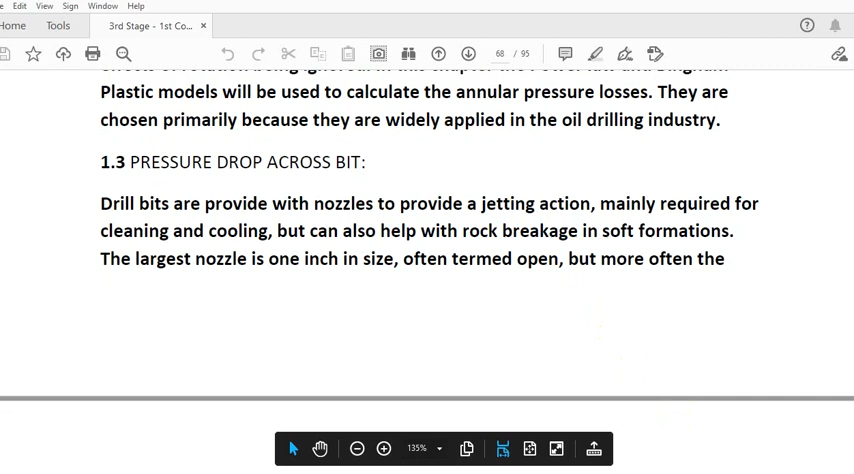 File Edit View Sign Window Help
Home Tools 3rd Stage - 1st Co... ×
68 / 95
Plastic models will be used to calculate the annular pressure losses. They are
chosen primarily because they are widely applied in the oil drilling industry.
1.3 PRESSURE DROP ACROSS BIT:
Drill bits are provide with nozzles to provide a jetting action, mainly required for
cleaning and cooling, but can also help with rock breakage in soft formations.
The largest nozzle is one inch in size, often termed open, but more often the
135%